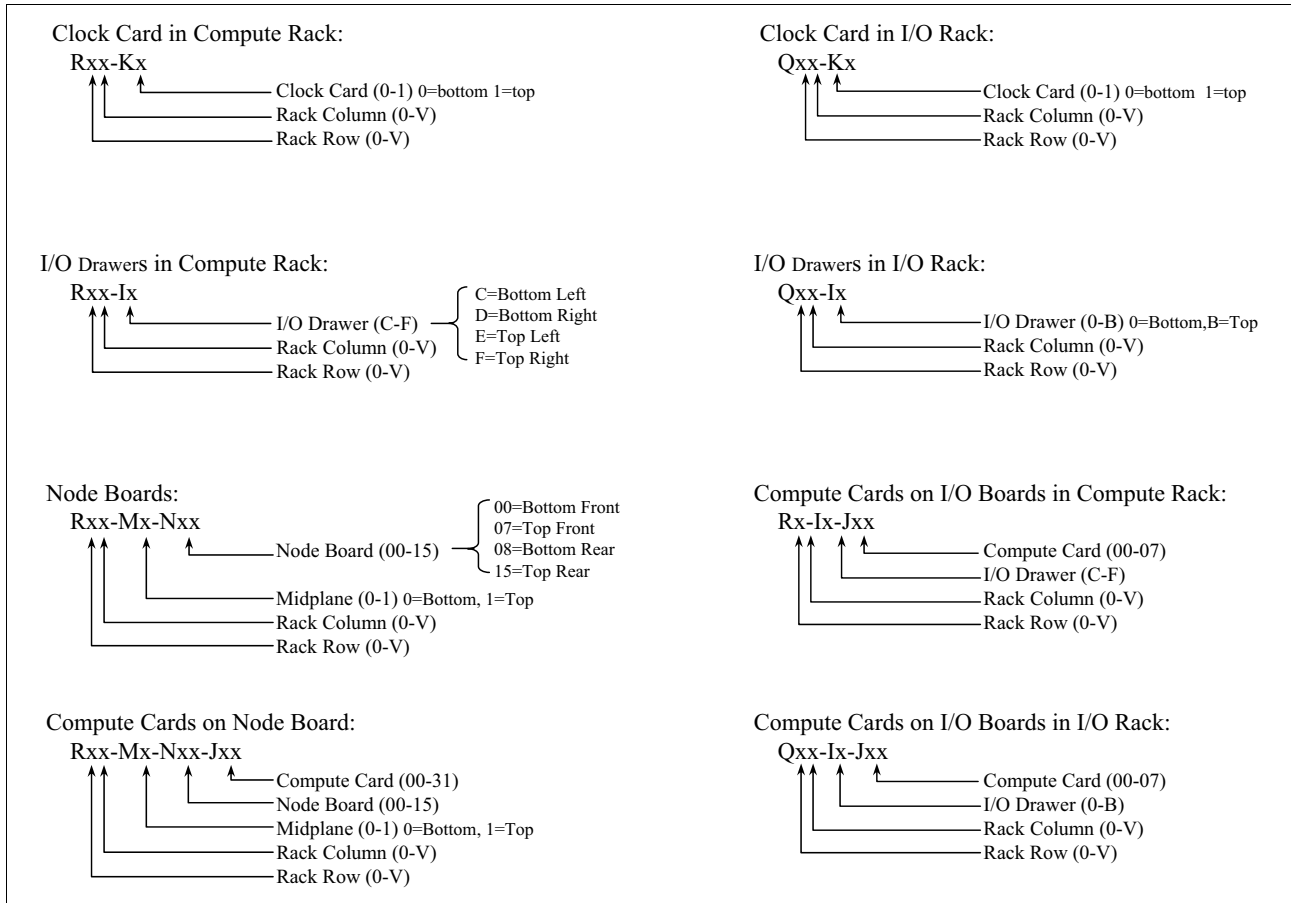 Clock Card in Compute Rack:
Rxx-Kx
Clock Card (0-1) 0=bottom 1=top
Rack Column (0-V)
Rack Row (0-V)
Clock Card in I/O Rack:
Qxx-Kx
Clock Card (0-1) 0=bottom 1=top
Rack Column (0-V)
Rack Row (0-V)
I/O Drawers in Compute Rack:
Rxx-Ix
I/O Drawer (C-F)
C=Bottom Left
D=Bottom Right
E=Top Left
F=Top Right
Rack Column (0-V)
Rack Row (0-V)
I/O Drawers in I/O Rack:
Qxx-Ix
I/O Drawer (0-B) 0=Bottom,B=Top
Rack Column (0-V)
Rack Row (0-V)
Node Boards:
Rxx-Mx-Nxx
Node Board (00-15)
00=Bottom Front
07=Top Front
08=Bottom Rear
15=Top Rear
Midplane (0-1) 0=Bottom, 1=Top
Rack Column (0-V)
Rack Row (0-V)
Compute Cards on I/O Boards in Compute Rack:
Rx-Ix-Jxx
Compute Card (00-07)
I/O Drawer (C-F)
Rack Column (0-V)
Rack Row (0-V)
Compute Cards on Node Board:
Rxx-Mx-Nxx-Jxx
Compute Card (00-31)
Node Board (00-15)
Midplane (0-1) 0=Bottom, 1=Top
Rack Column (0-V)
Rack Row (0-V)
Compute Cards on I/O Boards in I/O Rack:
Qxx-Ix-Jxx
Compute Card (00-07)
I/O Drawer (0-B)
Rack Column (0-V)
Rack Row (0-V)